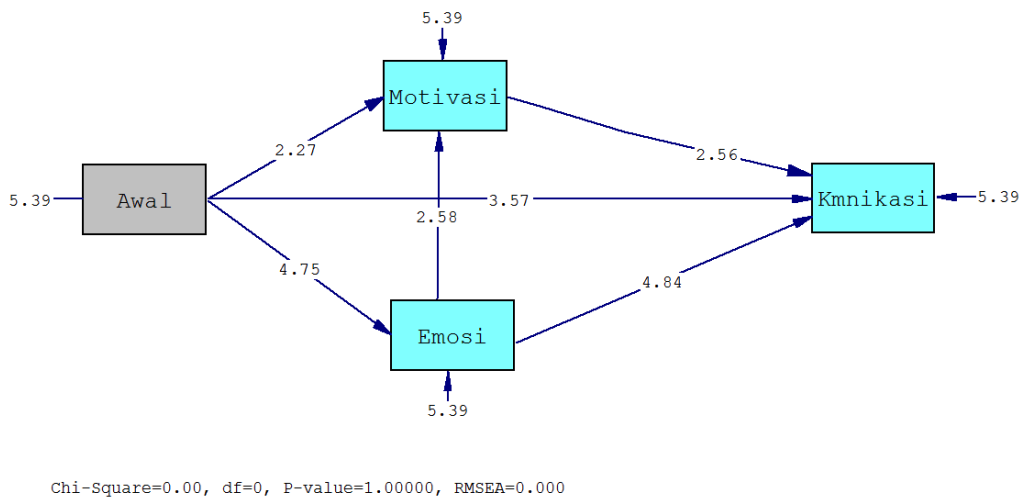 5.39
Motivasi
2.27
2.56
5.39
Awal
3.57
Kmnikasi
5.39
2.58
4.75
4.84
Emosi
5.39
Chi-Square=0.00, df=0, P-value=1.00000, RMSEA=0.000